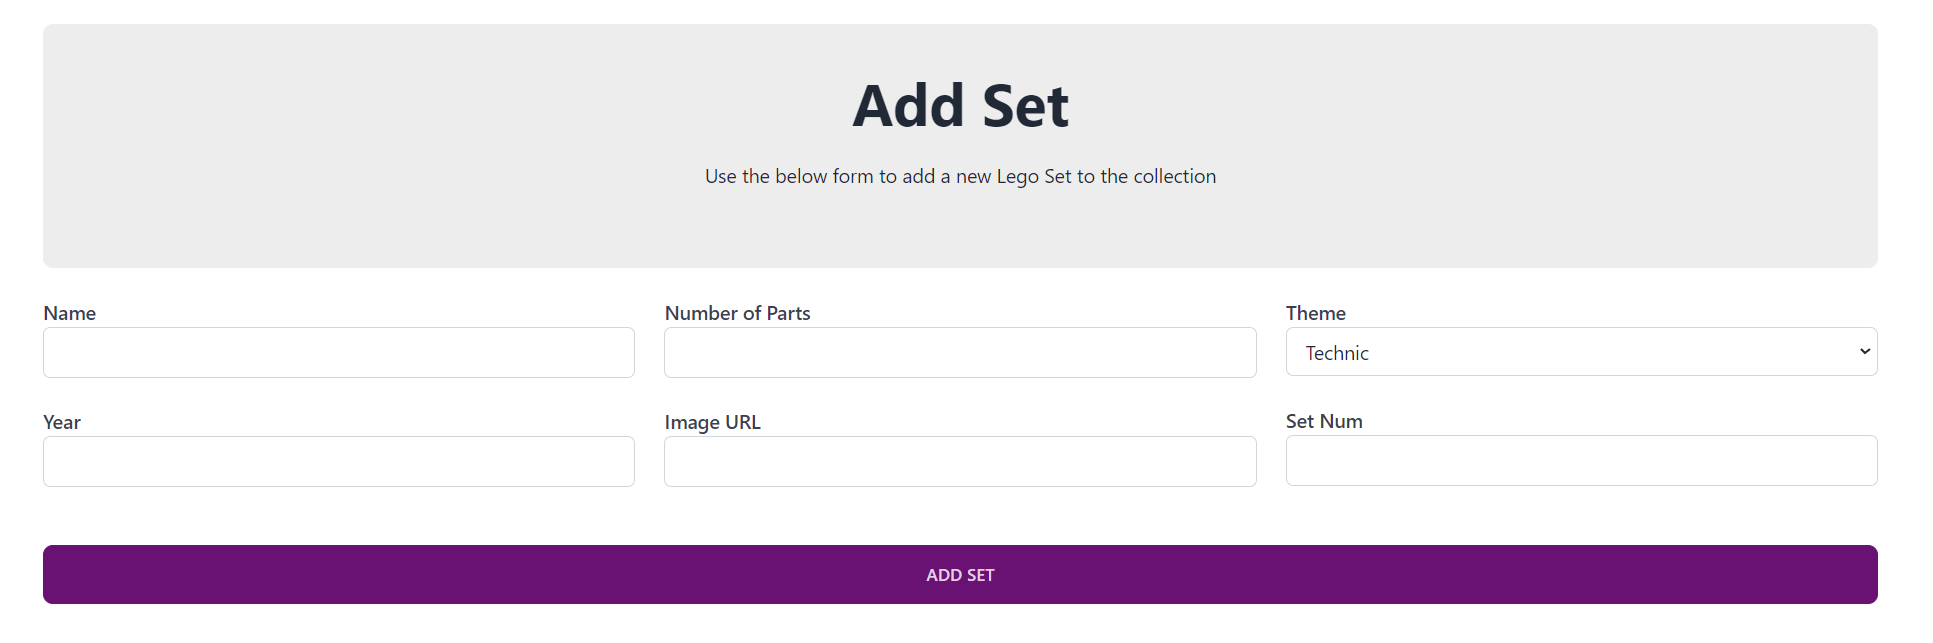 Add Set
Use the below form to add a new Lego Set to the collection
Name
Number of Parts
Theme
Technic
Year
Image URL
Set Num
ADD SET